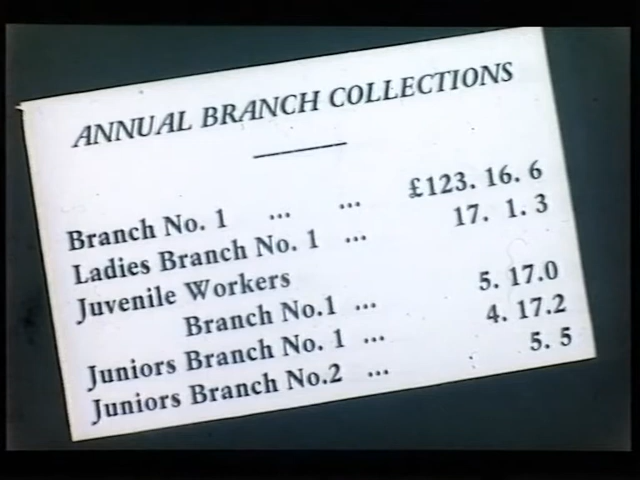 ANNUAL BRANCH COLLECTIONS
Branch No. 1 ... ... £123. 16. 6
Ladies Branch No. 1 ... 17. 1. 3
Juvenile Workers
Branch No.1 ... 5. 17.0
Juniors Branch No. 1 ... 4. 17.2
Juniors Branch No.2 ... 5. 5